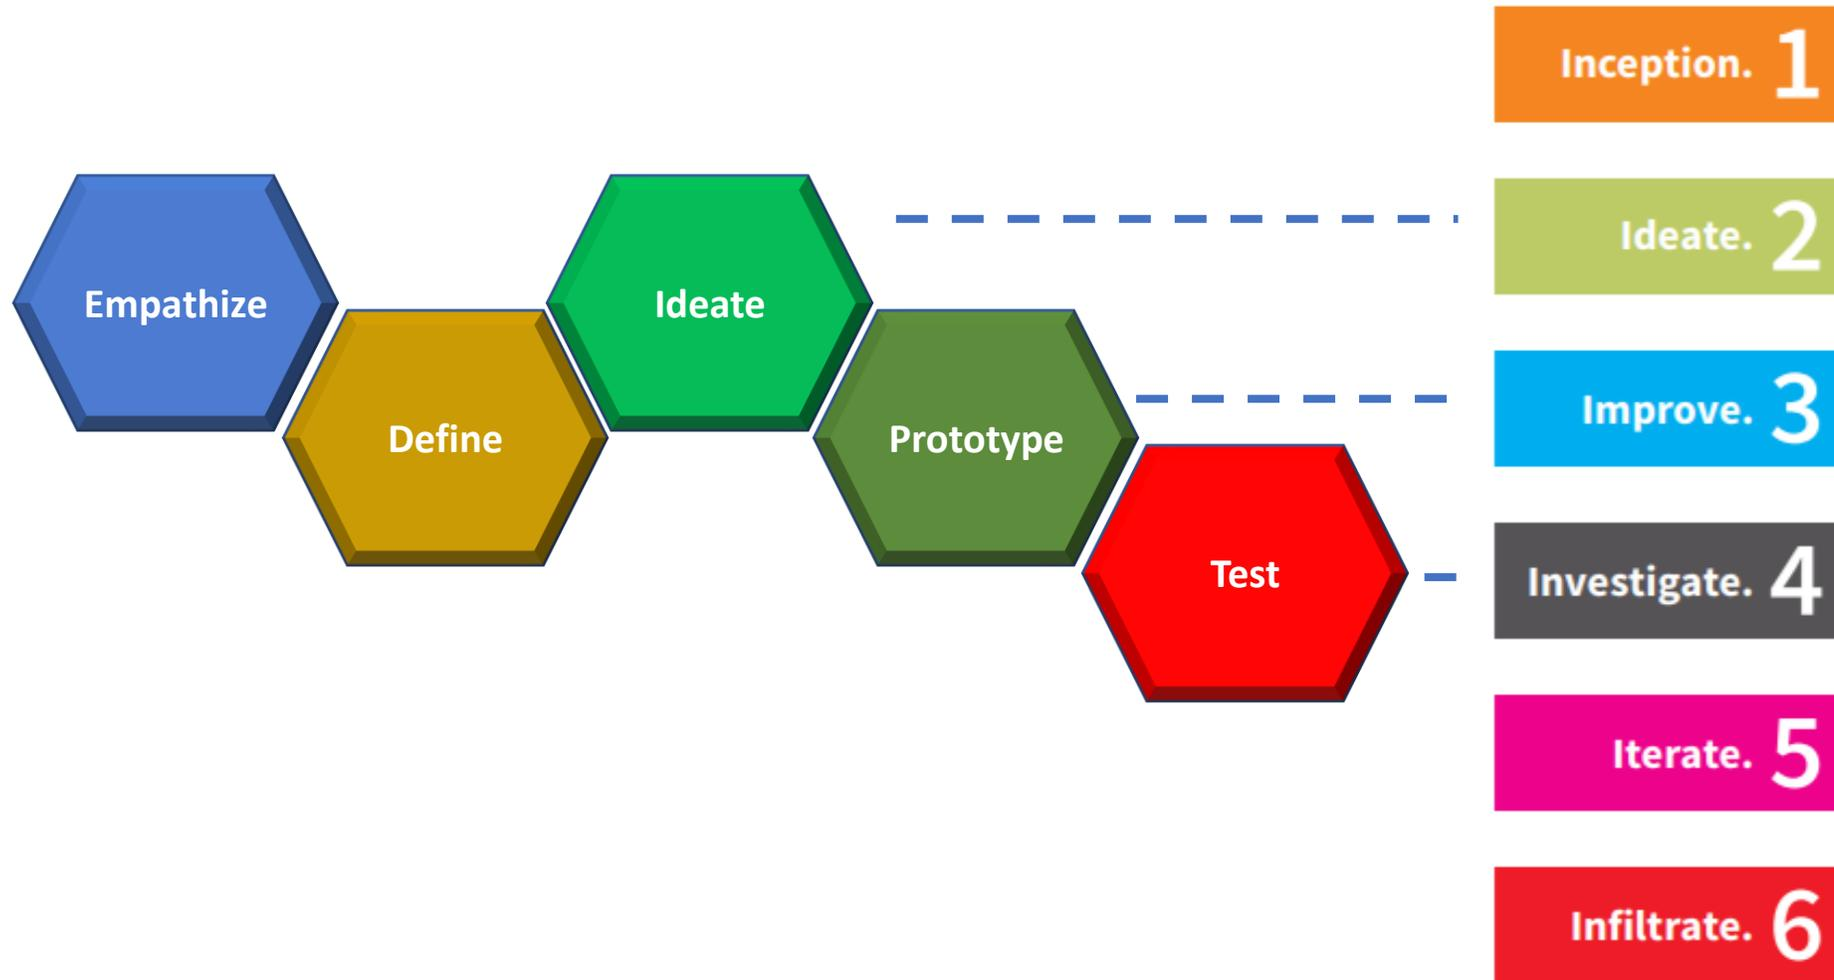 Empathize
Define
Ideate
Prototype
Test
Inception. 1
Ideate. 2
Improve. 3
Investigate. 4
Iterate. 5
Infiltrate. 6